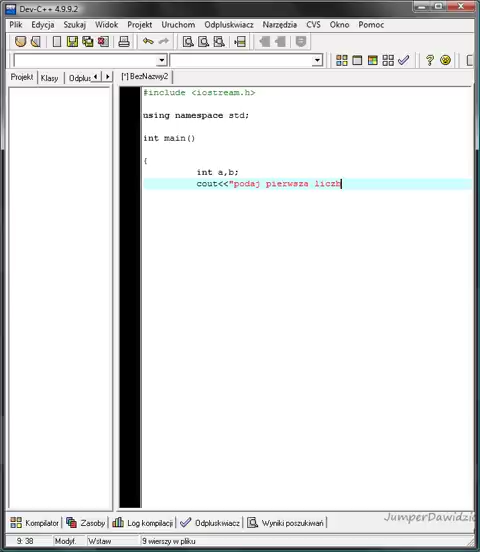 Dev-C++ 4.9.9.2
Plik Edycja Szukaj Widok Projekt Uruchom Odpluskwiacz Narzędzia CVS Okno Pomoc
Projekt Klasy Odplus
[*] BezNazwy2
#include <iostream.h>
using namespace std;
int main()
{
int a,b;
cout<<"podaj pierwsza liczb
Kompilator Zasoby Log kompilacji Odpluskwiacz Wyniki poszukiwań
JumperDawidzio
9: 38 Modyf. Wstaw 9 wierszy w pliku